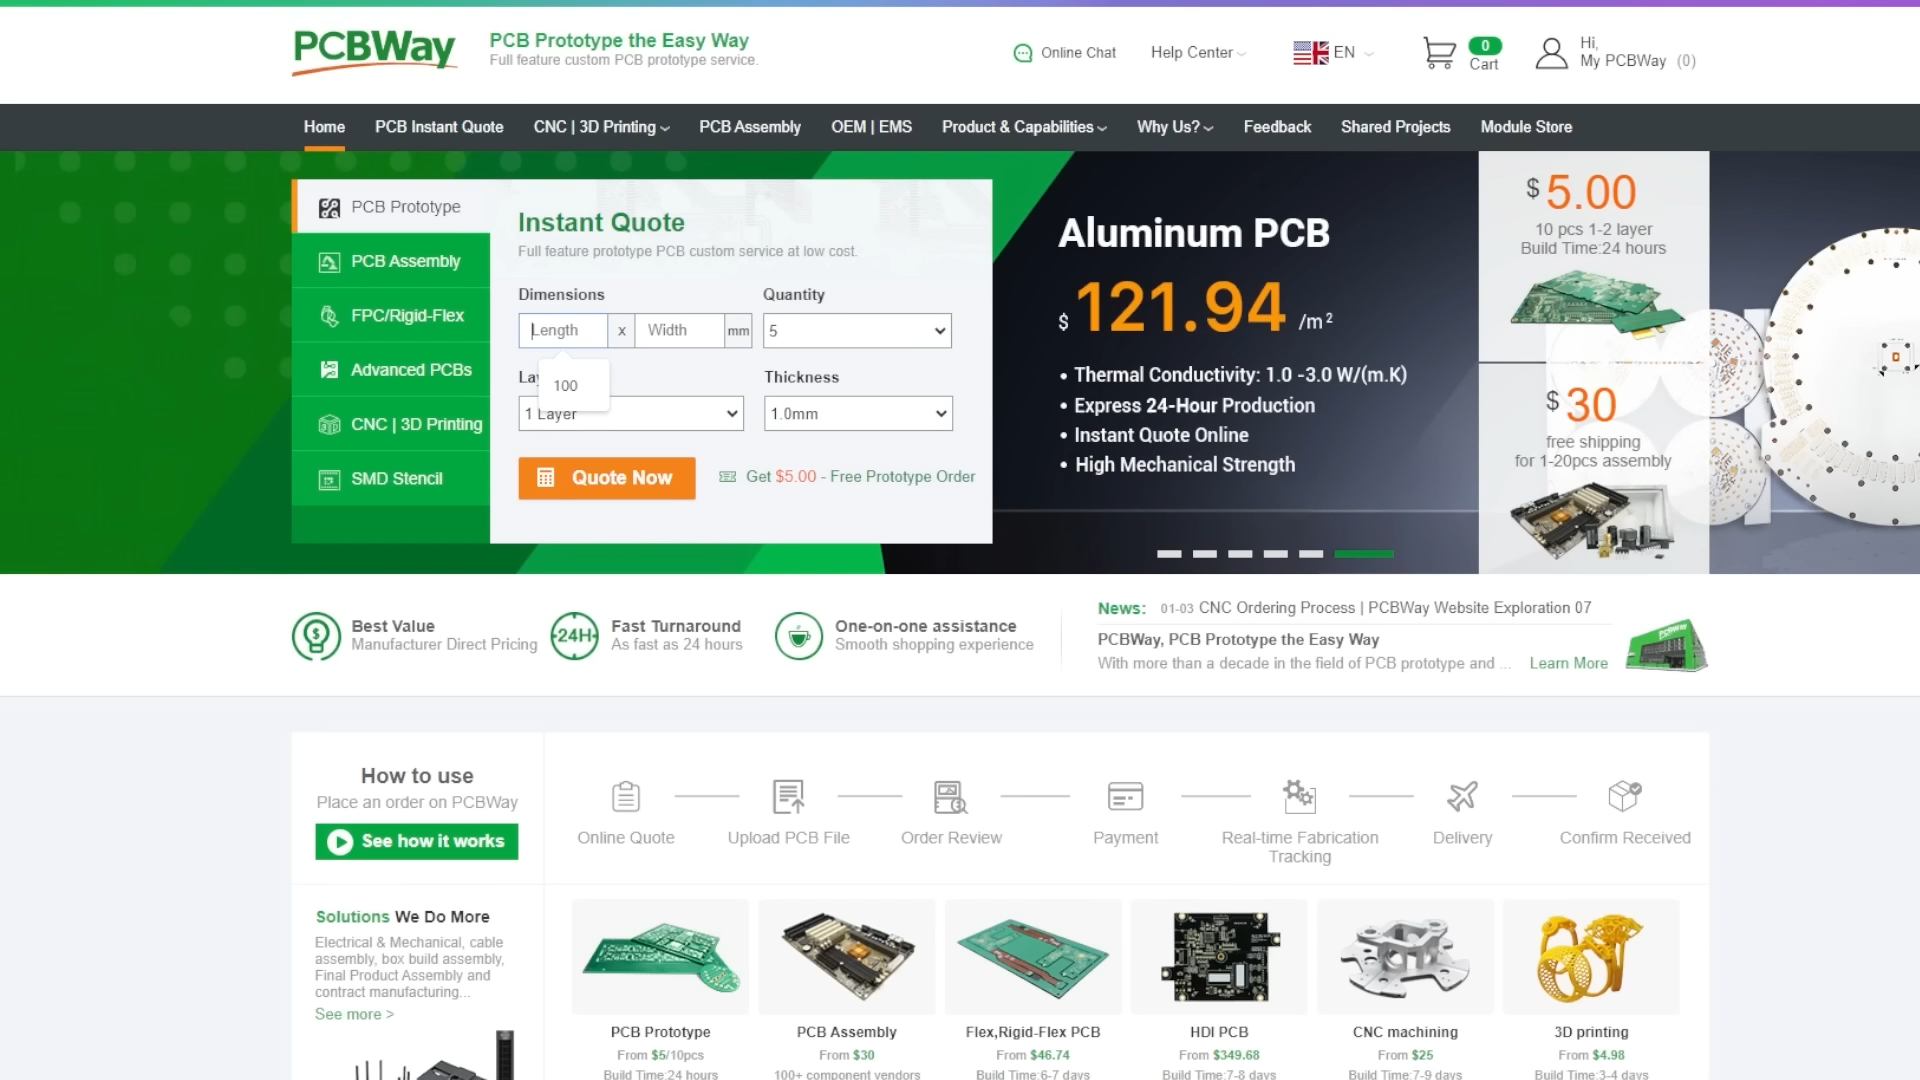 PCBWay
PCB Prototype the Easy Way
Full feature custom PCB prototype service.
Online Chat
Help Center
EN
0
Cart
Hi,
My PCBWay (0)
Home
PCB Instant Quote
CNC | 3D Printing
PCB Assembly
OEM | EMS
Product & Capabilities
Why Us?
Feedback
Shared Projects
Module Store
PCB Prototype
PCB Assembly
FPC/Rigid-Flex
Advanced PCBs
CNC | 3D Printing
SMD Stencil
Instant Quote
Full feature prototype PCB custom service at low cost.
Dimensions
Quantity
Length x Width mm
5
100
Thickness
1 Layer
1.0mm
Quote Now
Get $5.00 - Free Prototype Order
Aluminum PCB
$ 121.94 /m²
• Thermal Conductivity: 1.0 -3.0 W/(m.K)
• Express 24-Hour Production
• Instant Quote Online
• High Mechanical Strength
$ 5.00
10 pcs 1-2 layer
Build Time:24 hours
$ 30
free shipping
for 1-20pcs assembly
Best Value
Manufacturer Direct Pricing
24H
Fast Turnaround
As fast as 24 hours
One-on-one assistance
Smooth shopping experience
News: 01-03 CNC Ordering Process | PCBWay Website Exploration 07
PCBWay, PCB Prototype the Easy Way
With more than a decade in the field of PCB prototype and ... Learn More
PCBWay
How to use
Place an order on PCBWay
See how it works
Online Quote
Upload PCB File
Order Review
Payment
Real-time Fabrication
Tracking
Delivery
Confirm Received
Solutions We Do More
Electrical & Mechanical, cable
assembly, box build assembly,
Final Product Assembly and
contract manufacturing...
See more >
PCB Prototype
From $5/10pcs
Build Time:24 hours
PCB Assembly
From $30
100+ component vendors
Flex,Rigid-Flex PCB
From $46.74
Build Time:6-7 days
HDI PCB
From $349.68
Build Time:7-8 days
CNC machining
From $25
Build Time:7-9 days
3D printing
From $4.98
Build Time:3-4 days